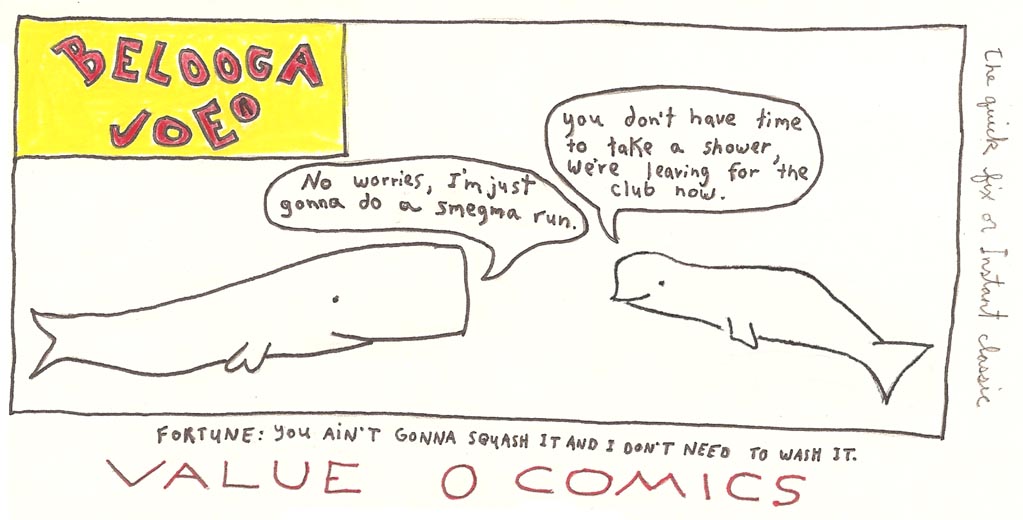 BELOOGA
JOE
No worries, I'm just
gonna do a smegma run.
you don't have time
to take a shower,
we're leaving for the
club now.
The quick fix or Instant classic
FORTUNE: YOU AIN'T GONNA SQUASH IT AND I DON'T NEED TO WASH IT.
VALUE O COMICS